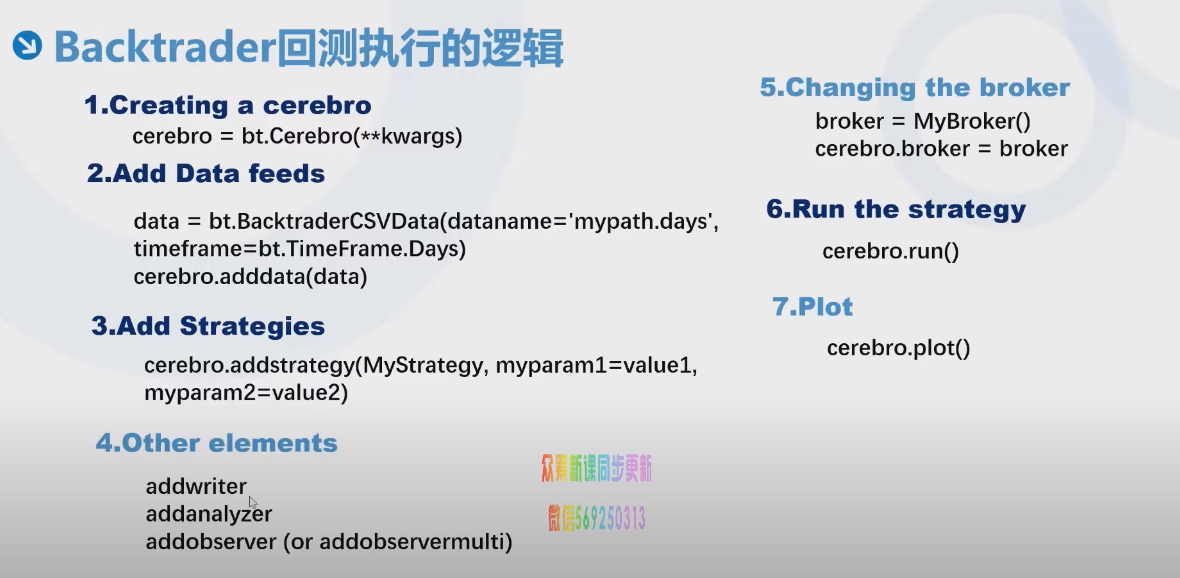 Backtrader回测执行的逻辑
1.Creating a cerebro
cerebro = bt.Cerebro(**kwargs)
2.Add Data feeds
data = bt.BacktraderCSVData(dataname='mypath.days',
timeframe=bt.TimeFrame.Days)
cerebro.adddata(data)
3.Add Strategies
cerebro.addstrategy(MyStrategy, myparam1=value1,
myparam2=value2)
4.Other elements
addwriter
addanalyzer
addobserver (or addobservermulti)
5.Changing the broker
broker = MyBroker()
cerebro.broker = broker
6.Run the strategy
cerebro.run()
7.Plot
cerebro.plot()
众筹新课同步更新
微信569250313